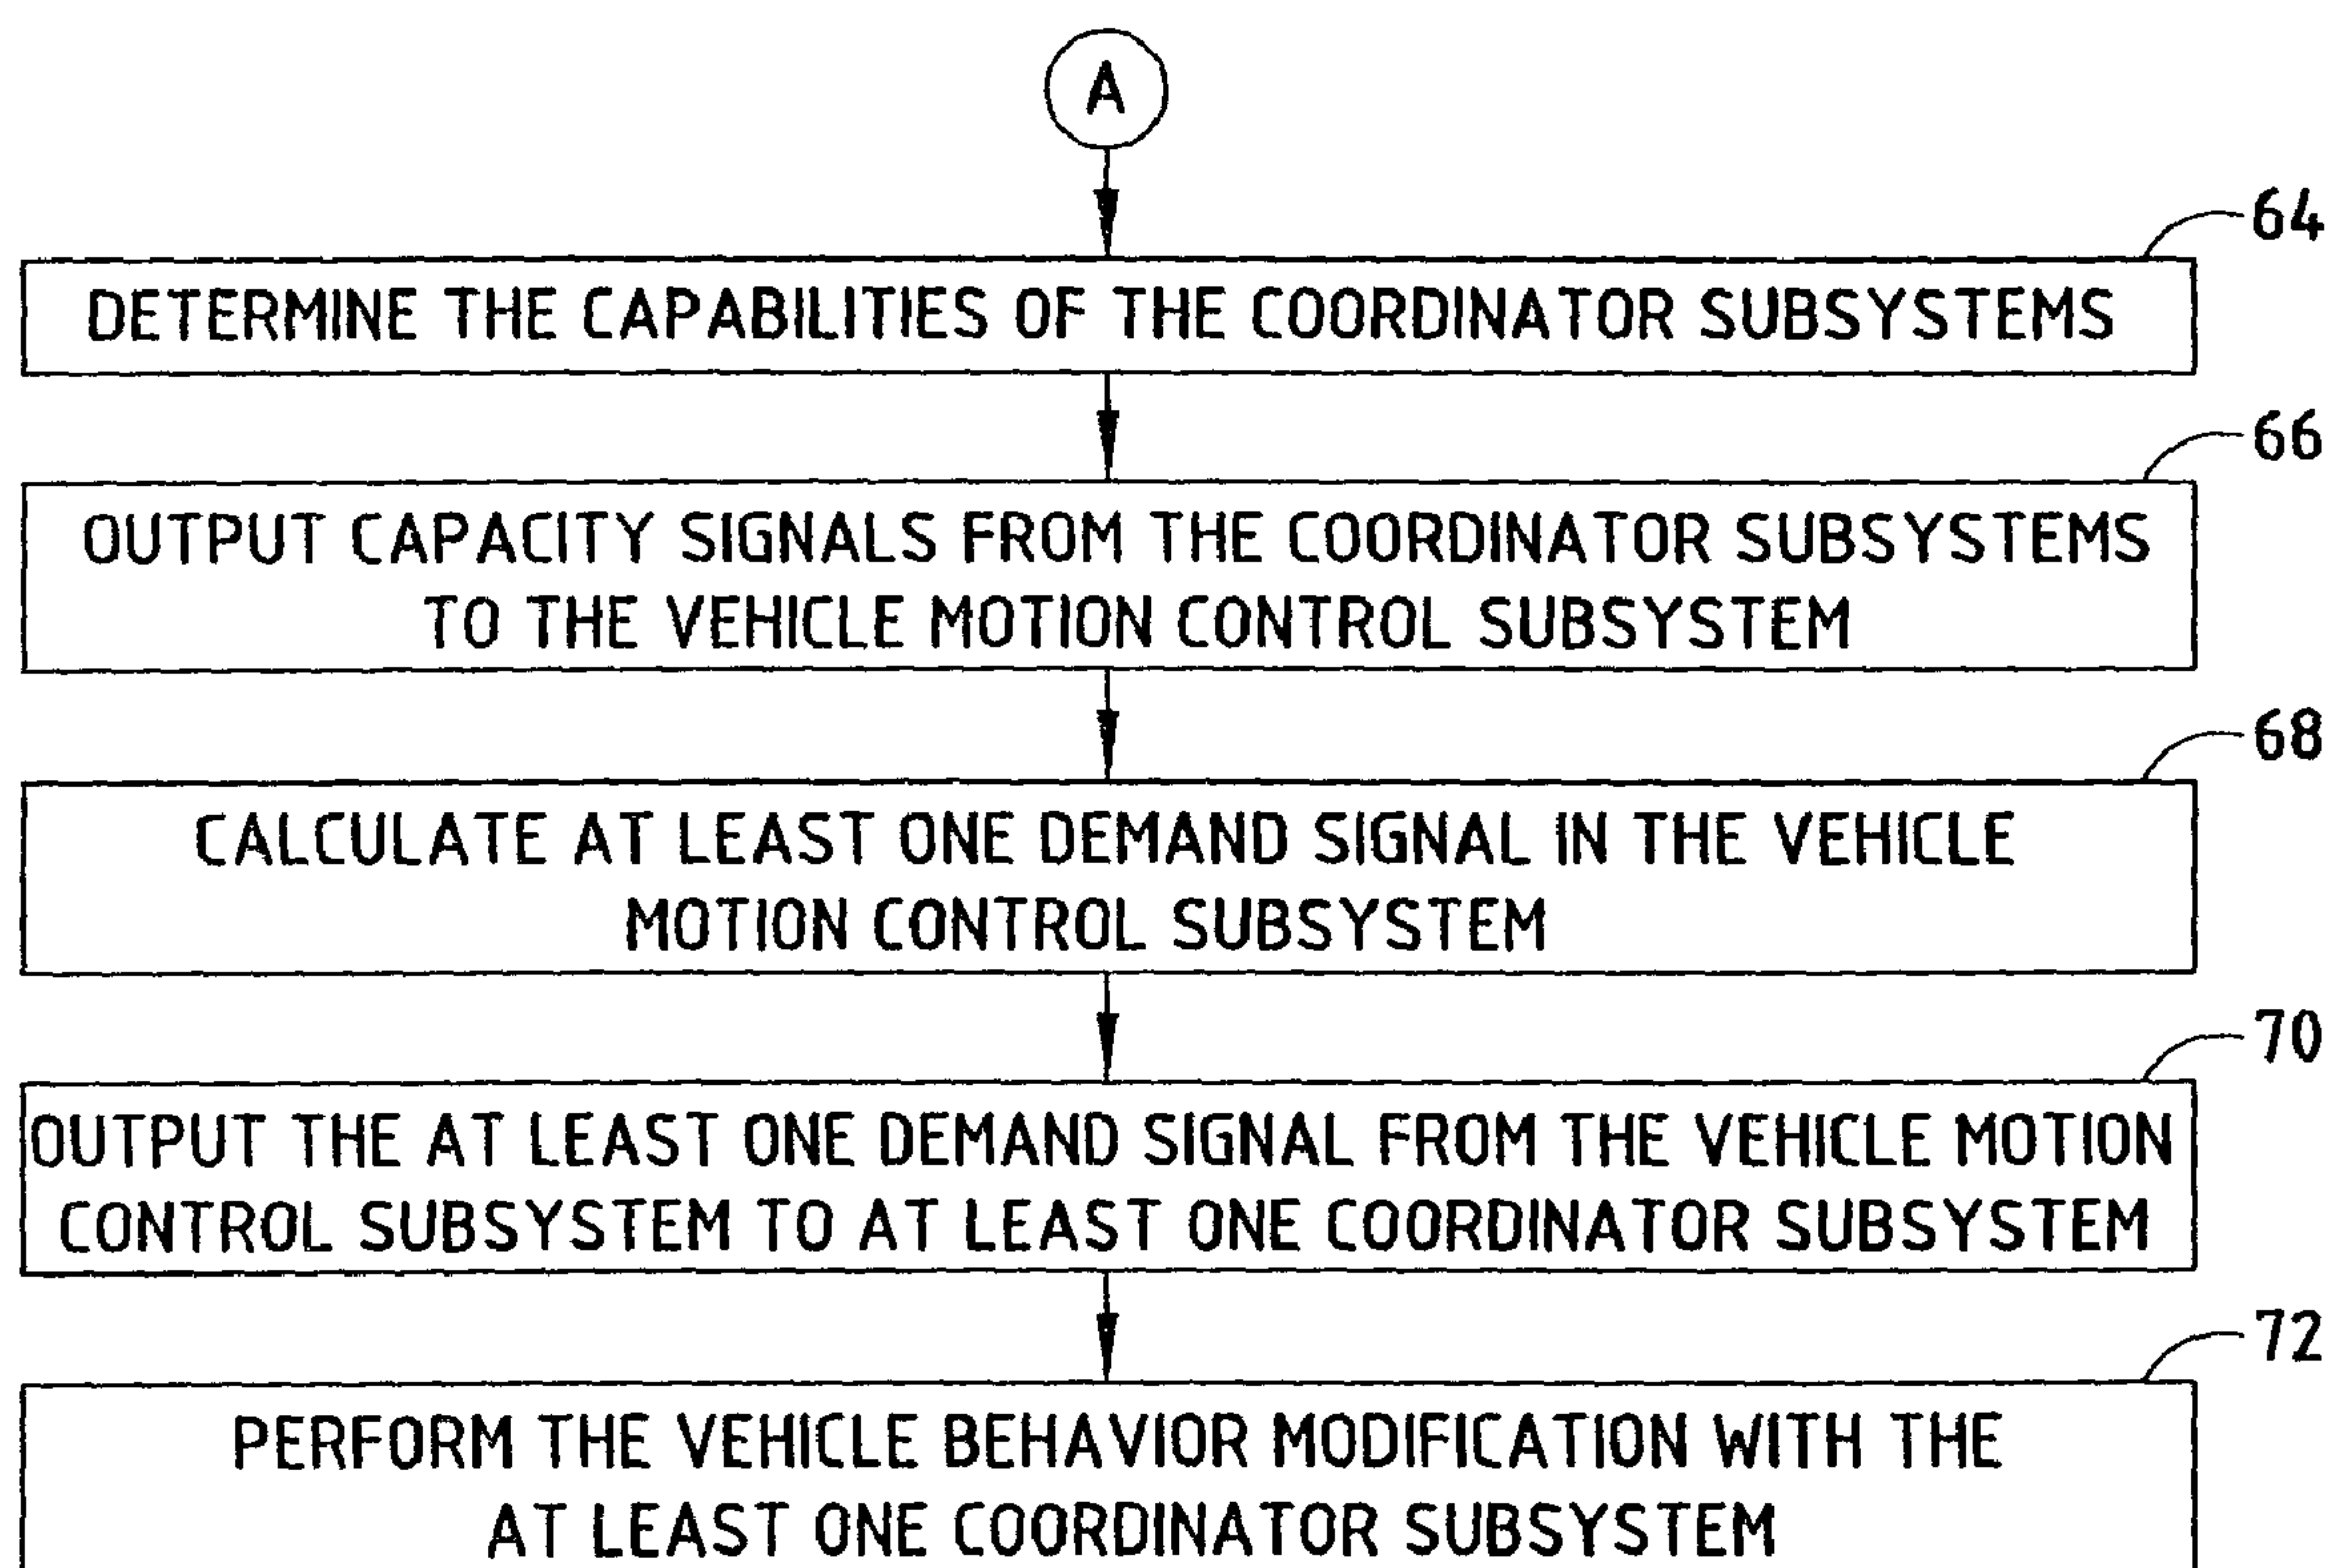 A
64
DETERMINE THE CAPABILITIES OF THE COORDINATOR SUBSYSTEMS
66
OUTPUT CAPACITY SIGNALS FROM THE COORDINATOR SUBSYSTEMS
TO THE VEHICLE MOTION CONTROL SUBSYSTEM
68
CALCULATE AT LEAST ONE DEMAND SIGNAL IN THE VEHICLE
MOTION CONTROL SUBSYSTEM
70
OUTPUT THE AT LEAST ONE DEMAND SIGNAL FROM THE VEHICLE MOTION
CONTROL SUBSYSTEM TO AT LEAST ONE COORDINATOR SUBSYSTEM
72
PERFORM THE VEHICLE BEHAVIOR MODIFICATION WITH THE
AT LEAST ONE COORDINATOR SUBSYSTEM